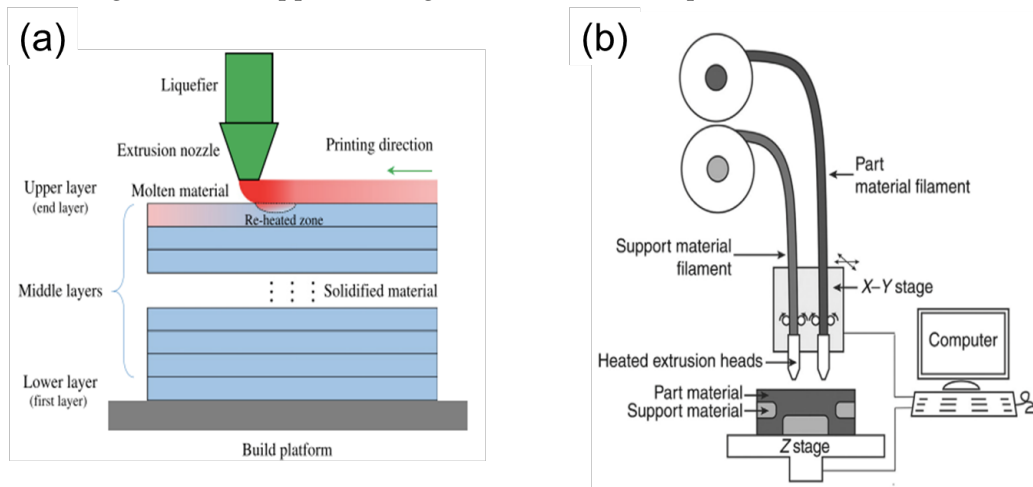 (a)
Liquefier
Extrusion nozzle
Printing direction
Upper layer
(end layer)
Molten material
Re-heated zone
Middle layers
Solidified material
Lower layer
(first layer)
Build platform
(b)
Part
material filament
Support material
filament
X–Y stage
Computer
Heated extrusion heads
Part material
Support material
Z stage